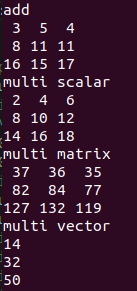 add
 3  5  4
 8 11 11
16 15 17
multi scalar
 2  4  6
 8 10 12
14 16 18
multi matrix
 37  36  35
 82  84  77
127 132 119
multi vector
14
32
50